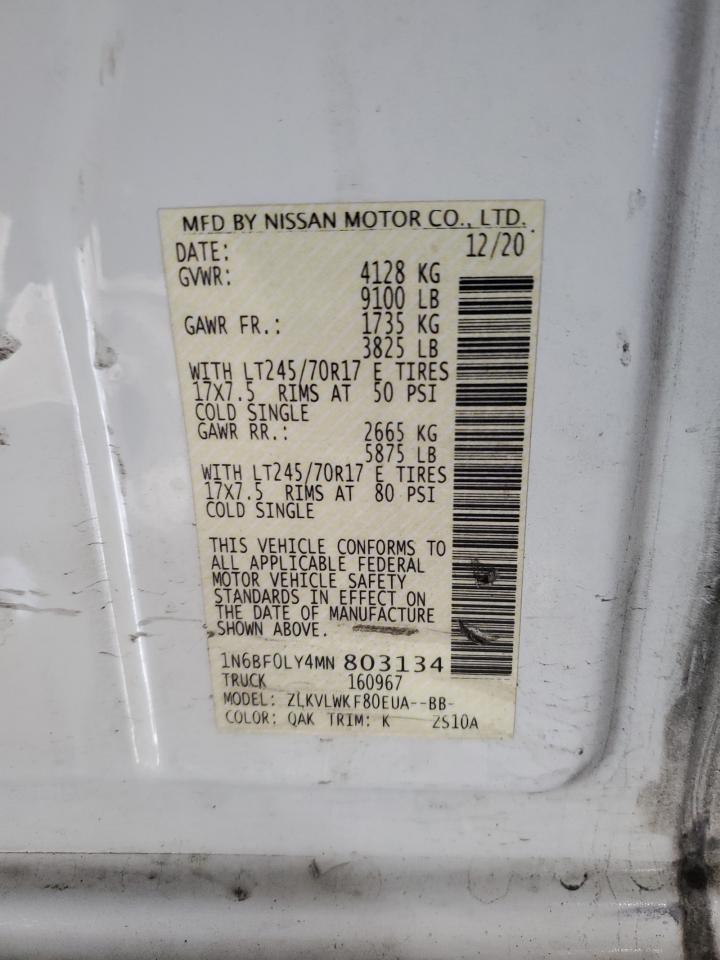 MFD BY NISSAN MOTOR CO., LTD.
DATE: 12/20
GVWR: 4128 KG
9100 LB
GAWR FR.: 1735 KG
3825 LB
WITH LT245/70R17 E TIRES
17X7.5 RIMS AT 50 PSI
COLD SINGLE
GAWR RR.: 2665 KG
5875 LB
WITH LT245/70R17 E TIRES
17X7.5 RIMS AT 80 PSI
COLD SINGLE
THIS VEHICLE CONFORMS TO
ALL APPLICABLE FEDERAL
MOTOR VEHICLE SAFETY
STANDARDS IN EFFECT ON
THE DATE OF MANUFACTURE
SHOWN ABOVE.
1N6BF0LY4MN 803134
TRUCK 160967
MODEL: ZLKVLWKF80EUA--BB-
COLOR: QAK TRIM: K 2S10A